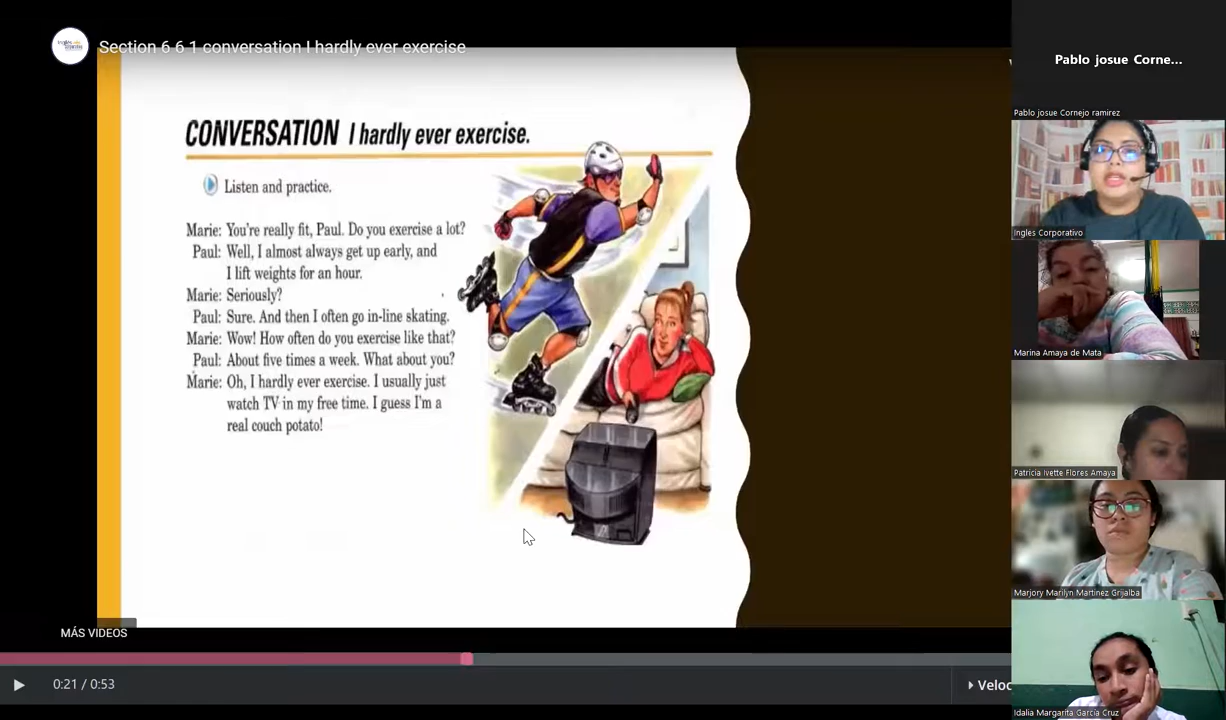 Section 6 6 1 conversation I hardly ever exercise
CONVERSATION I hardly ever exercise.
Listen and practice.
Marie: You're really fit, Paul. Do you exercise a lot?
Paul: Well, I almost always get up early, and
I lift weights for an hour.
Marie: Seriously?
Paul: Sure. And then I often go in-line skating.
Marie: Wow! How often do you exercise like that?
Paul: About five times a week. What about you?
Marie: Oh, I hardly ever exercise. I usually just
watch TV in my free time. I guess I'm a
real couch potato!
MÁS VIDEOS
0:21 / 0:53
Veloc
Pablo josue Corne...
Pablo josue Cornejo ramirez
Ingles Corporativo
Marina Amaya de Mata
Patricia Ivette Flores Amaya
Marjory Marilyn Martinez Grijalba
Idalia Margarita García Cruz